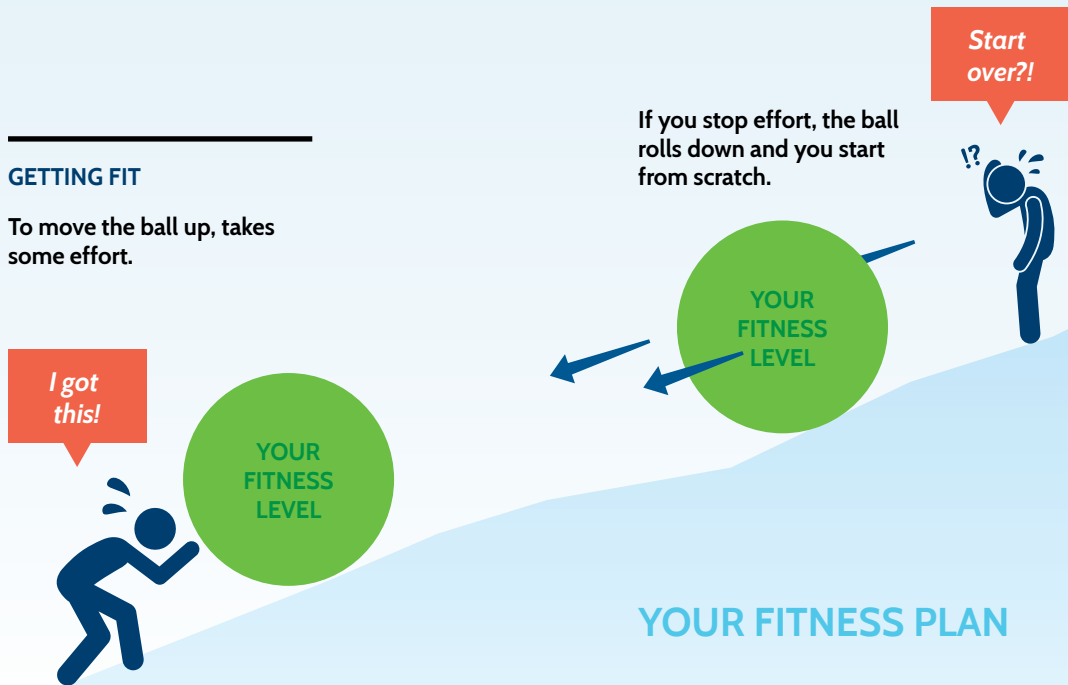 GETTING FIT
To move the ball up, takes
some effort.
I got
this!
YOUR
FITNESS
LEVEL
If you stop effort, the ball
rolls down and you start
from scratch.
Start
over?!
!?
YOUR
FITNESS
LEVEL
YOUR FITNESS PLAN